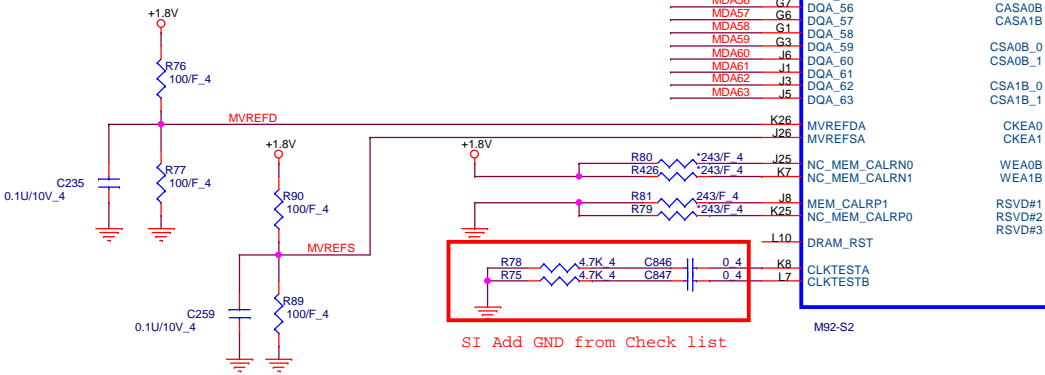 MDA56 G7 DQA_56 CASA0B
MDA57 G6 DQA_57 CASA1B
MDA58 G1 DQA_58
MDA59 G3 DQA_59 CSA0B_0
MDA60 J6 DQA_60 CSA0B_1
MDA61 J1 DQA_61
MDA62 J3 DQA_62 CSA1B_0
MDA63 J5 DQA_63 CSA1B_1
+1.8V
R76
100/F_4
MVREFD K26 MVREFDA CKEA0
J26 MVREFSA CKEA1
+1.8V
+1.8V
R80 *243/F_4 J25 NC_MEM_CALRN0 WEA0B
R426 *243/F_4 K7 NC_MEM_CALRN1 WEA1B
R77
100/F_4
C235
0.1U/10V_4
R90
100/F_4
R81 243/F_4 J8 MEM_CALRP1 RSVD#1
R79 *243/F_4 K25 NC_MEM_CALRP0 RSVD#2
RSVD#3
MVREFS
L10 DRAM_RST
R78 4.7K_4 C846 0_4 K8 CLKTESTA
R75 4.7K_4 C847 0_4 L7 CLKTESTB
R89
100/F_4
C259
0.1U/10V_4
M92-S2
SI Add GND from Check list